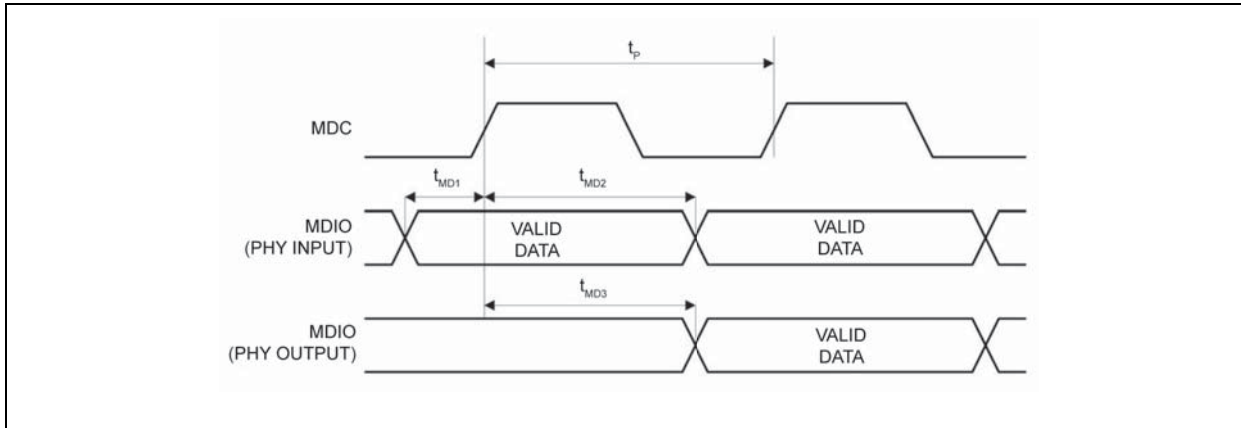 tP
MDC
tMD1
tMD2
MDIO
(PHY INPUT)
VALID
DATA
VALID
DATA
tMD3
MDIO
(PHY OUTPUT)
VALID
DATA